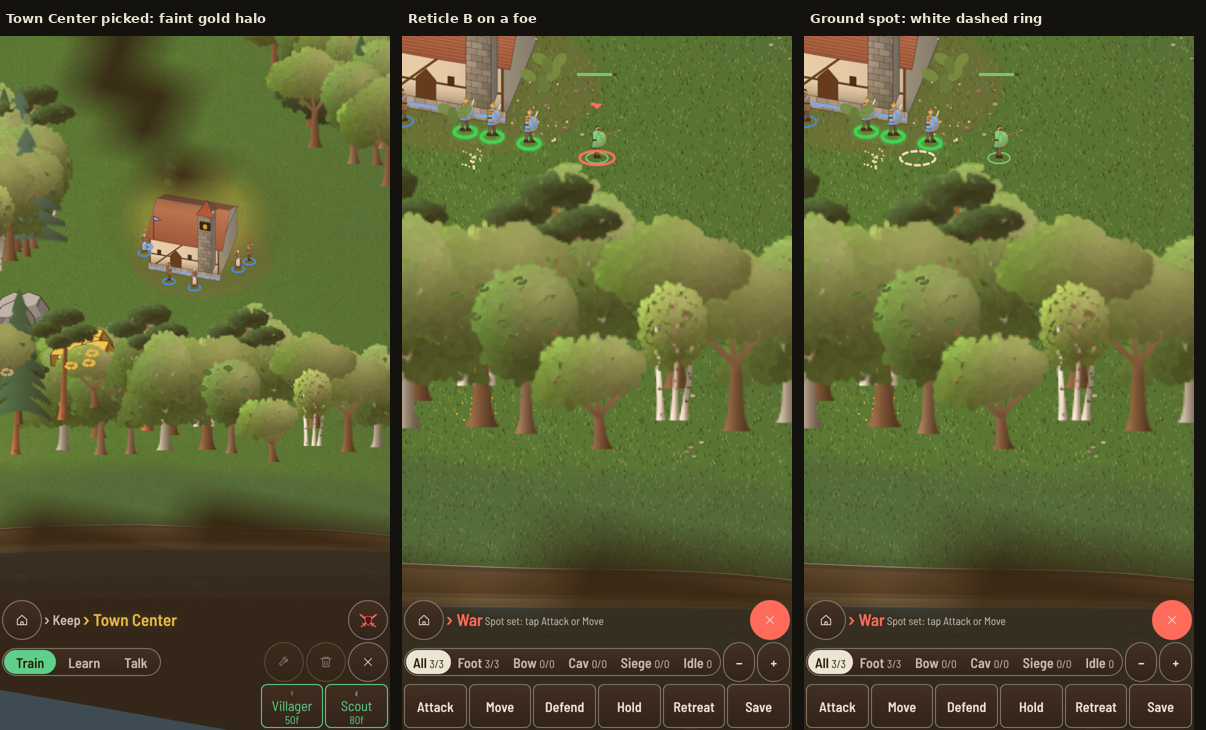 Town Center picked: faint gold halo
Reticle B on a foe
Ground spot: white dashed ring
Keep > Town Center
Train Learn Talk
Villager 50f
Scout 80f
> War Spot set: tap Attack or Move
All 3/3 Foot 3/3 Bow 0/0 Cav 0/0 Siege 0/0 Idle 0 − +
Attack Move Defend Hold Retreat Save
> War Spot set: tap Attack or Move
All 3/3 Foot 3/3 Bow 0/0 Cav 0/0 Siege 0/0 Idle 0 − +
Attack Move Defend Hold Retreat Save